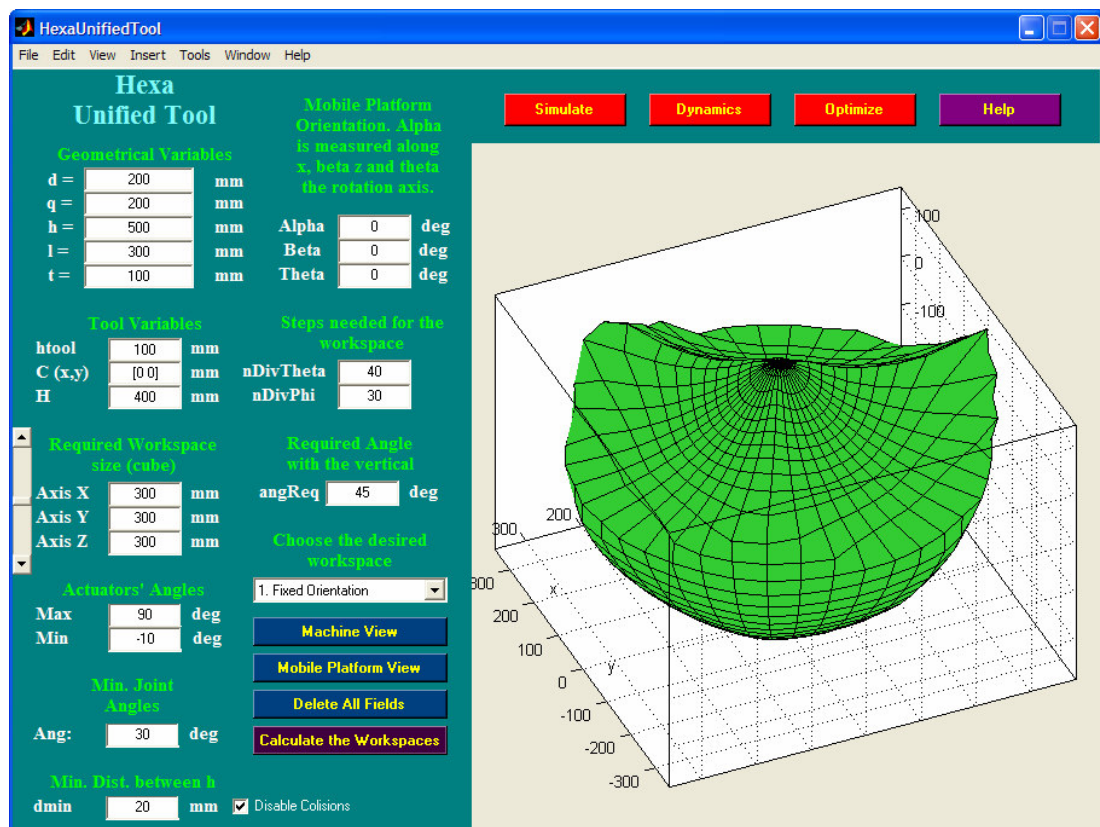 HexaUnifiedTool
File Edit View Insert Tools Window Help
Hexa
Unified Tool
Geometrical Variables
d = 200 mm
q = 200 mm
h = 500 mm
l = 300 mm
t = 100 mm
Tool Variables
htool 100 mm
C (x,y) [0 0] mm
H 400 mm
Required Workspace
size (cube)
Axis X 300 mm
Axis Y 300 mm
Axis Z 300 mm
Actuators' Angles
Max 90 deg
Min -10 deg
Min. Joint
Angles
Ang: 30 deg
Min. Dist. between h
dmin 20 mm
Mobile Platform
Orientation. Alpha
is measured along
x, beta z and theta
the rotation axis.
Alpha 0 deg
Beta 0 deg
Theta 0 deg
Steps needed for the
workspace
nDivTheta 40
nDivPhi 30
Required Angle
with the vertical
angReq 45 deg
Choose the desired
workspace
1. Fixed Orientation
Machine View
Mobile Platform View
Delete All Fields
Calculate the Workspaces
Disable Colisions
Simulate Dynamics Optimize Help
100
0
-100
200
300
300
300
200
x
100
y
0
-100
-200
-300